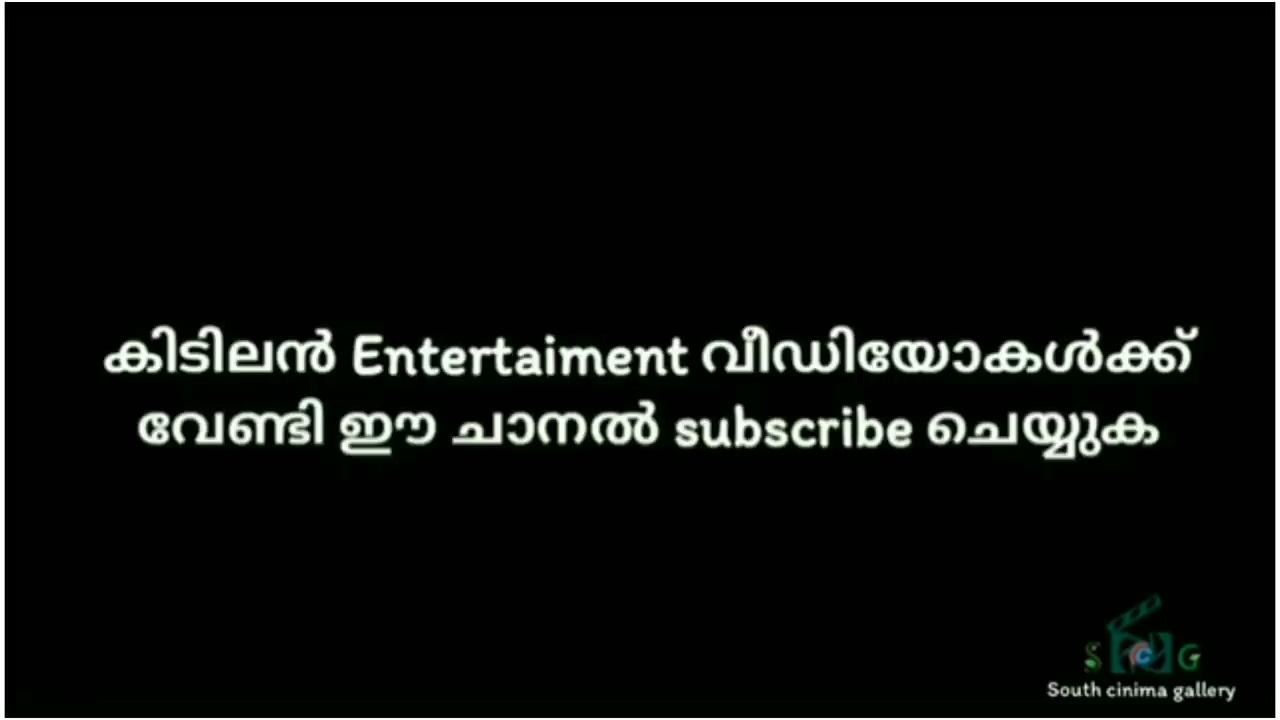 കിടിലൻ Entertaiment വീഡിയോകൾക്ക്
വേണ്ടി ഈ ചാനൽ subscribe ചെയ്യുക
S C G
South cinima gallery